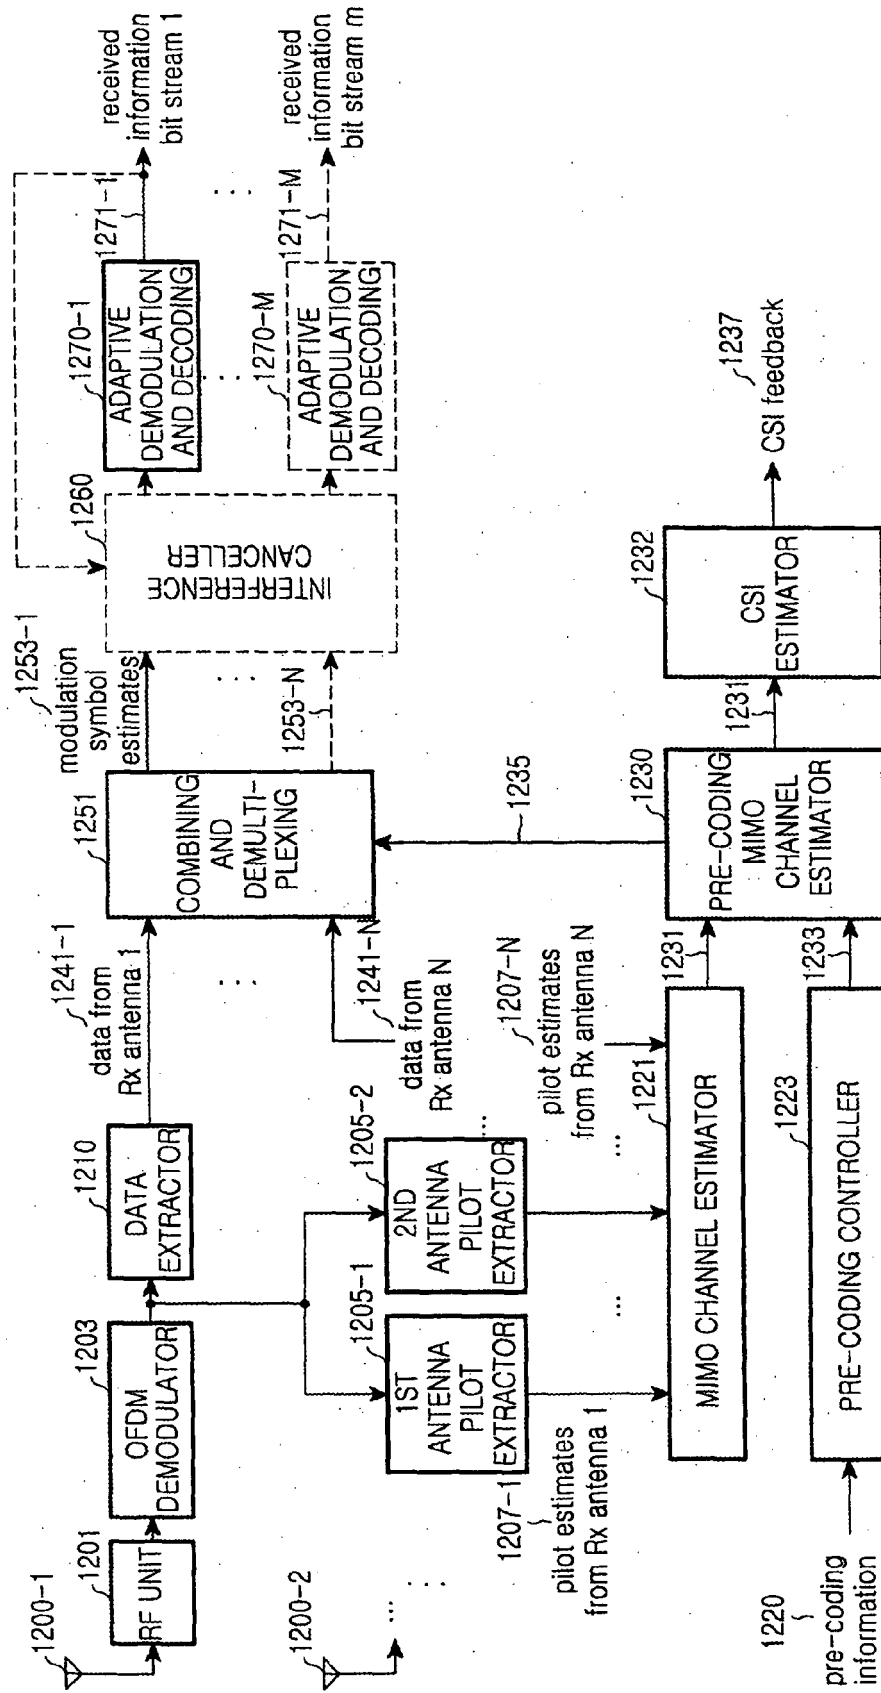 1200-1
1201
RF UNIT
1203
OFDM
DEMODULATOR
1210
DATA
EXTRACTOR
1241-1
data from
Rx antenna 1
1251
COMBINING
AND
DEMULTI-
PLEXING
1253-1
modulation
symbol
estimates
1260
INTERFERENCE
CANCELLER
1270-1
ADAPTIVE
DEMODULATION
AND DECODING
1271-1
received
information
bit stream 1
1200-2
1205-1
1ST
ANTENNA
PILOT
EXTRACTOR
1205-2
2ND
ANTENNA
PILOT
EXTRACTOR
1241-N
data from
Rx antenna N
1253-N
1270-M
ADAPTIVE
DEMODULATION
AND DECODING
1271-M
received
information
bit stream m
1207-1
pilot estimates
from Rx antenna 1
1207-N
pilot estimates
from Rx antenna N
1235
1221
MIMO CHANNEL ESTIMATOR
1231
1230
PRE-CODING
MIMO
CHANNEL
ESTIMATOR
1231
1232
CSI
ESTIMATOR
1237
CSI feedback
1220
pre-coding
information
1223
PRE-CODING CONTROLLER
1233